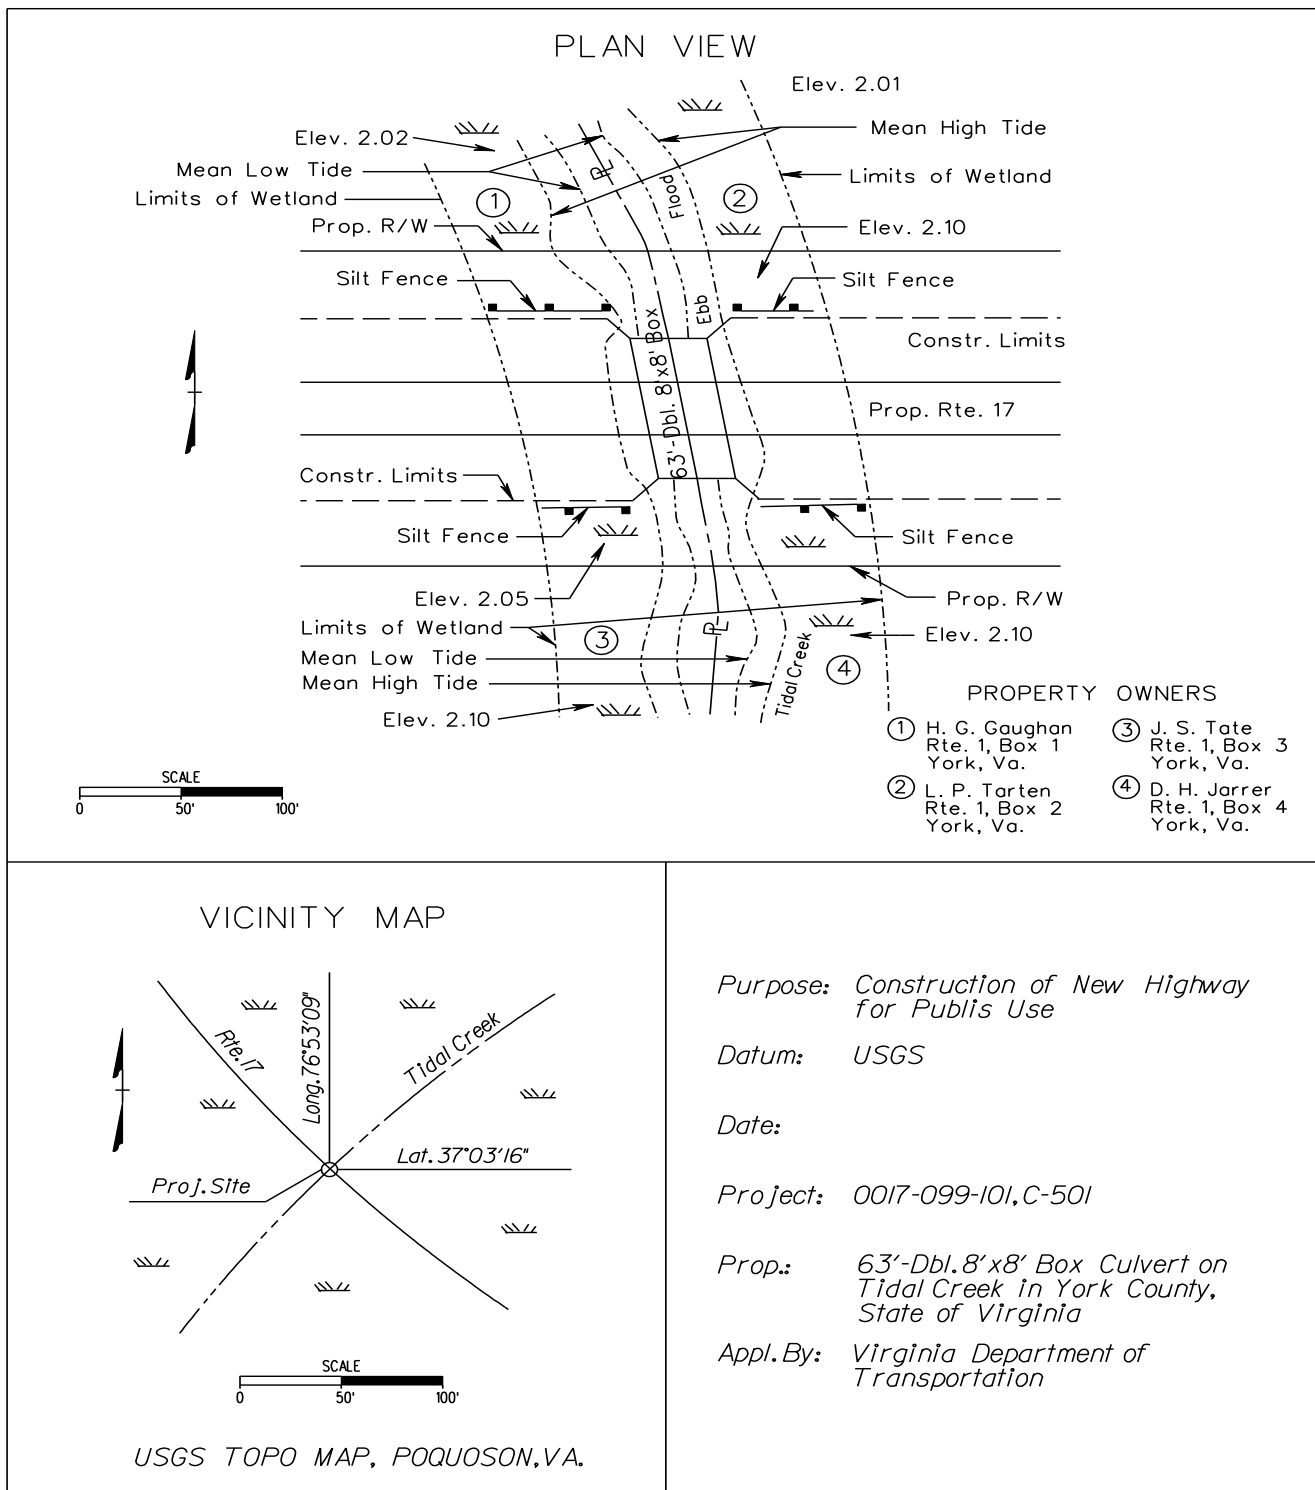 PLAN VIEW
Elev. 2.01
Elev. 2.02
Mean High Tide
Mean Low Tide
Limits of Wetland
Limits of Wetland
PL
Flood
1
2
Prop. R/W
Elev. 2.10
Silt Fence
Silt Fence
Ebb
Constr. Limits
63'-Dbl. 8'x8' Box
Prop. Rte. 17
Constr. Limits
Silt Fence
Silt Fence
Elev. 2.05
Prop. R/W
Limits of Wetland
PL
Elev. 2.10
3
Mean Low Tide
4
Mean High Tide
Tidal Creek
Elev. 2.10
PROPERTY OWNERS
1 H. G. Gaughan
Rte. 1, Box 1
York, Va.
2 L. P. Tarten
Rte. 1, Box 2
York, Va.
3 J. S. Tate
Rte. 1, Box 3
York, Va.
4 D. H. Jarrer
Rte. 1, Box 4
York, Va.
SCALE
0 50' 100'
VICINITY MAP
Rte. 17
Long. 76°53'09"
Tidal Creek
Lat. 37°03'16"
Proj. Site
SCALE
0 50' 100'
USGS TOPO MAP, POQUOSON, VA.
Purpose: Construction of New Highway
for Publis Use
Datum: USGS
Date:
Project: 0017-099-101, C-501
Prop.: 63'-Dbl. 8'x8' Box Culvert on
Tidal Creek in York County,
State of Virginia
Appl. By: Virginia Department of
Transportation